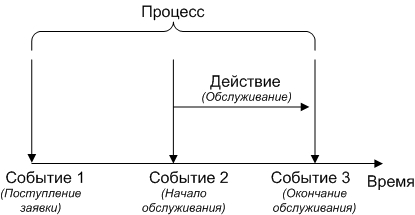 Процесс
Действие
(Обслуживание)
Событие 1 Событие 2 Событие 3 Время
(Поступление (Начало (Окончание
заявки) обслуживания) обслуживания)